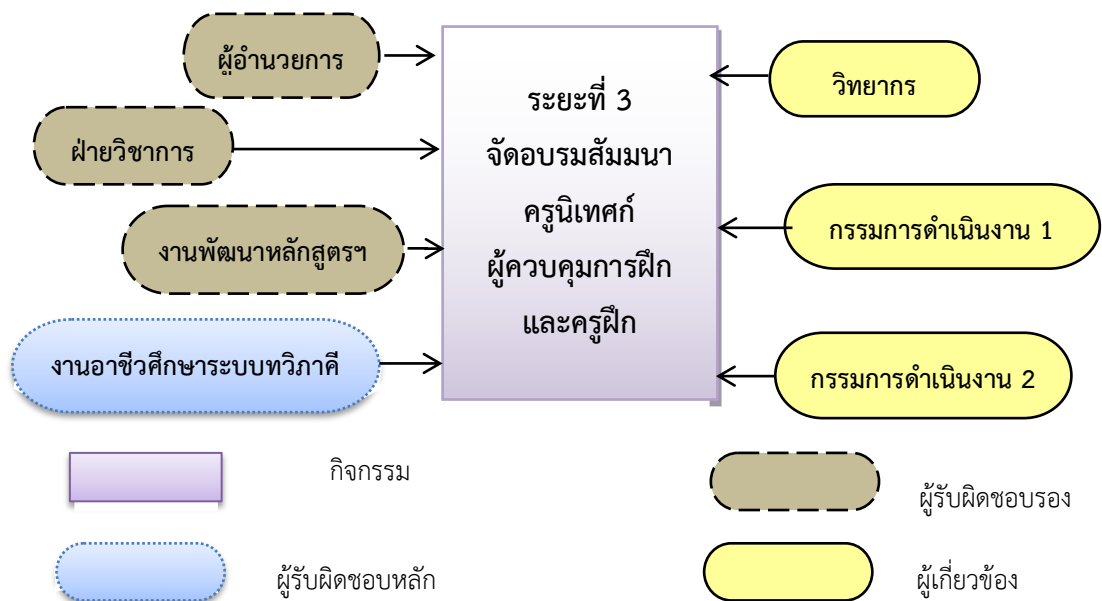 ผู้อำนวยการ
ฝ่ายวิชาการ
งานพัฒนาหลักสูตรฯ
งานอาชีวศึกษาระบบทวิภาคี
ระยะที่ 3
จัดอบรมสัมมนา
ครูนิเทศก์
ผู้ควบคุมการฝึก
และครูฝึก
วิทยากร
กรรมการดำเนินงาน 1
กรรมการดำเนินงาน 2
กิจกรรม
ผู้รับผิดชอบรอง
ผู้รับผิดชอบหลัก
ผู้เกี่ยวข้อง